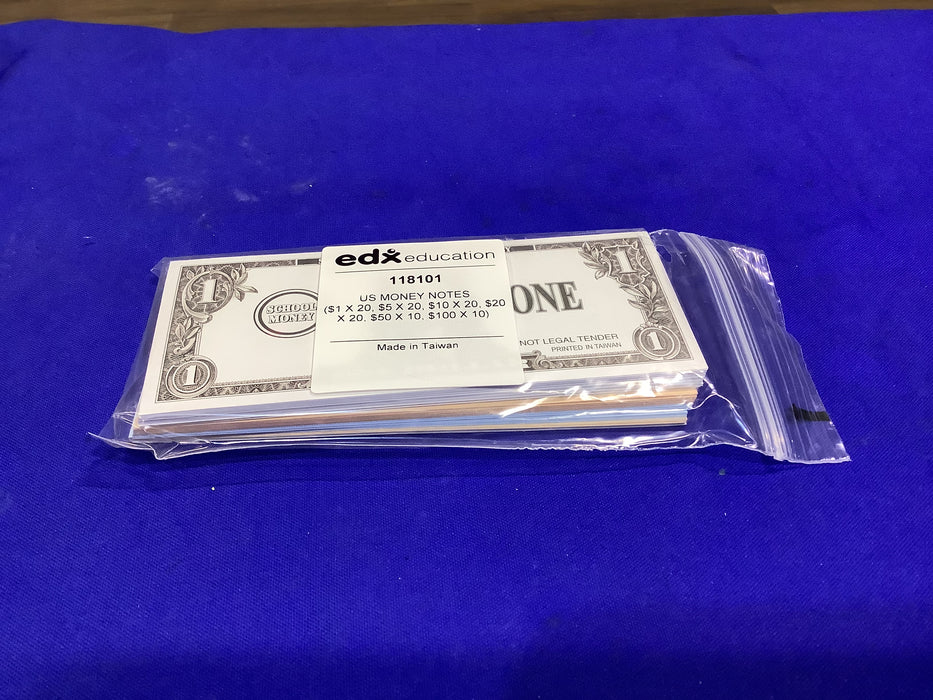 edx education
118101
US MONEY NOTES
($1 X 20, $5 X 20, $10 X 20, $20
X 20, $50 X 10, $100 X 10)
Made in Taiwan
1
1
SCHOOL
MONEY
ONE
NOT LEGAL TENDER
PRINTED IN TAIWAN
1
1